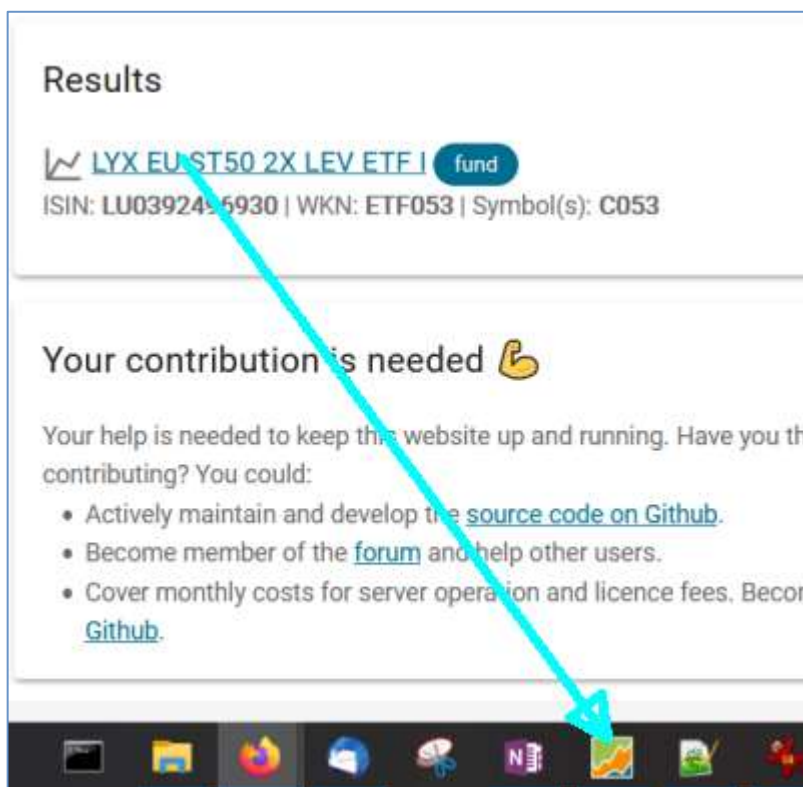 Results
LYX EU ST50 2X LEV ETF I fund
ISIN: LU0392496930 | WKN: ETF053 | Symbol(s): C053
Your contribution is needed 💪
Your help is needed to keep this website up and running. Have you th
contributing? You could:
• Actively maintain and develop the source code on Github.
• Become member of the forum and help other users.
• Cover monthly costs for server operation and licence fees. Becor
Github.
N